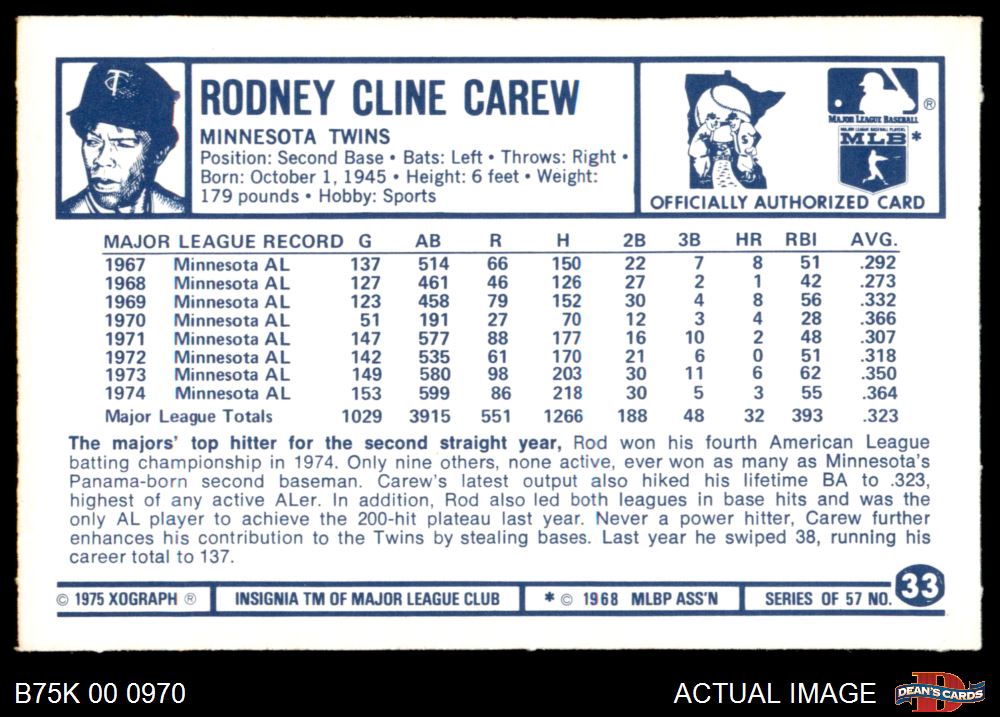 TC
RODNEY CLINE CAREW
MINNESOTA TWINS
Position: Second Base • Bats: Left • Throws: Right •
Born: October 1, 1945 • Height: 6 feet • Weight:
179 pounds • Hobby: Sports
®
MAJOR LEAGUE BASEBALL
MAJOR LEAGUE BASEBALL PLAYERS
MLB *
OFFICIALLY AUTHORIZED CARD
MAJOR LEAGUE RECORD G AB R H 2B 3B HR RBI AVG.
1967 Minnesota AL 137 514 66 150 22 7 8 51 .292
1968 Minnesota AL 127 461 46 126 27 2 1 42 .273
1969 Minnesota AL 123 458 79 152 30 4 8 56 .332
1970 Minnesota AL 51 191 27 70 12 3 4 28 .366
1971 Minnesota AL 147 577 88 177 16 10 2 48 .307
1972 Minnesota AL 142 535 61 170 21 6 0 51 .318
1973 Minnesota AL 149 580 98 203 30 11 6 62 .350
1974 Minnesota AL 153 599 86 218 30 5 3 55 .364
Major League Totals 1029 3915 551 1266 188 48 32 393 .323
The majors' top hitter for the second straight year, Rod won his fourth American League
batting championship in 1974. Only nine others, none active, ever won as many as Minnesota's
Panama-born second baseman. Carew's latest output also hiked his lifetime BA to .323,
highest of any active ALer. In addition, Rod also led both leagues in base hits and was the
only AL player to achieve the 200-hit plateau last year. Never a power hitter, Carew further
enhances his contribution to the Twins by stealing bases. Last year he swiped 38, running his
career total to 137.
© 1975 XOGRAPH ® INSIGNIA TM OF MAJOR LEAGUE CLUB * © 1968 MLBP ASS'N SERIES OF 57 NO. 33
B75K 00 0970 ACTUAL IMAGE DEAN'S CARDS